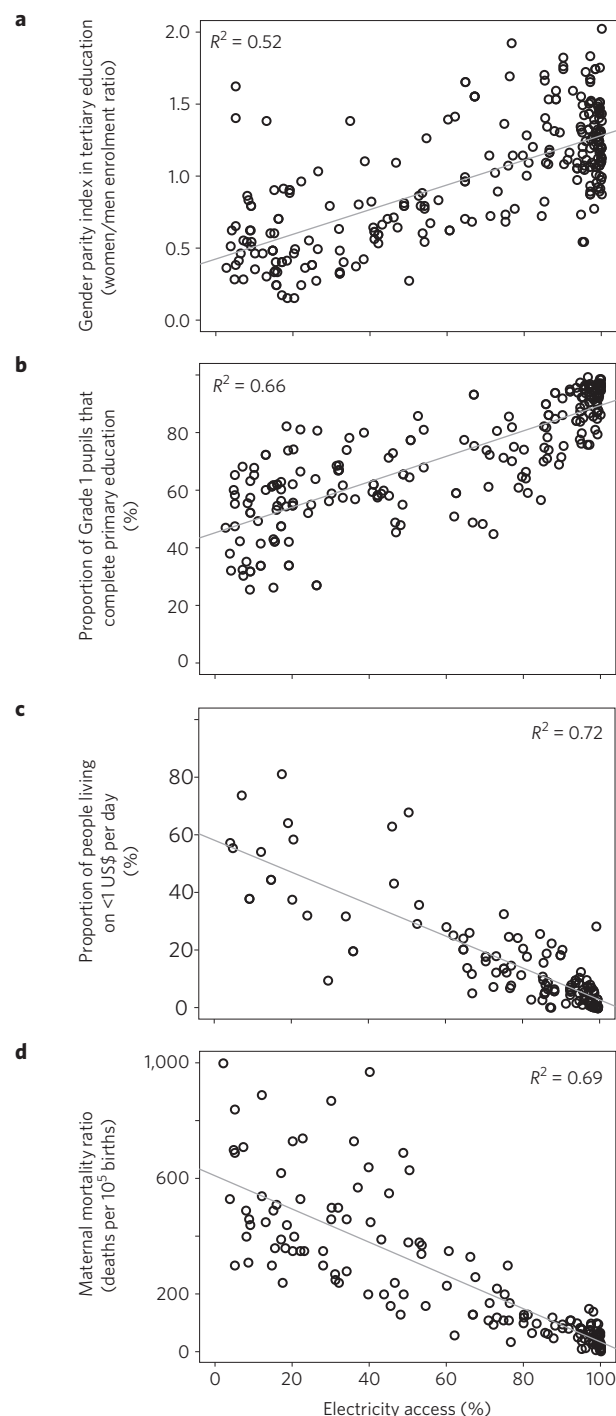 a
Gender parity index in tertiary education
(women/men enrolment ratio)
R² = 0.52
2.0
1.5
1.0
0.5
0.0
b
Proportion of Grade 1 pupils that
complete primary education
(%)
R² = 0.66
80
60
40
20
0
c
Proportion of people living
on <1 US$ per day
(%)
R² = 0.72
80
60
40
20
0
d
Maternal mortality ratio
(deaths per 10⁵ births)
R² = 0.69
1,000
600
200
0
0 20 40 60 80 100
Electricity access (%)